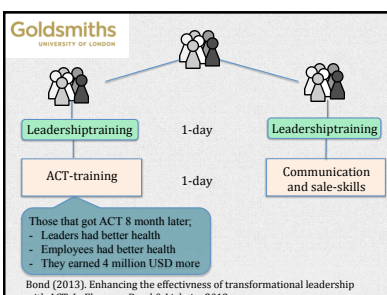 Goldsmiths
UNIVERSITY OF LONDON
Leadershiptraining
1-day
Leadershiptraining
ACT-training
1-day
Communication
and sale-skills
Those that got ACT 8 month later;
- Leaders had better health
- Employees had better health
- They earned 4 million USD more
Bond (2013). Enhancing the effectivness of transformational leadership